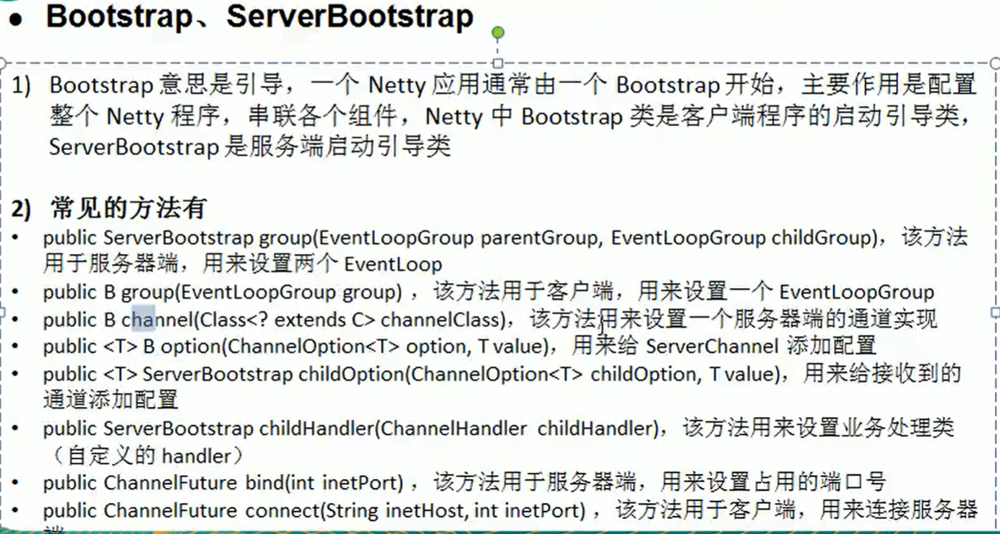 ● Bootstrap、ServerBootstrap
1) Bootstrap 意思是引导，一个 Netty 应用通常由一个 Bootstrap 开始，主要作用是配置
整个 Netty 程序，串联各个组件，Netty 中 Bootstrap 类是客户端程序的启动引导类，
ServerBootstrap 是服务端启动引导类
2) 常见的方法有
• public ServerBootstrap group(EventLoopGroup parentGroup, EventLoopGroup childGroup)，该方法
用于服务器端，用来设置两个 EventLoop
• public B group(EventLoopGroup group) ，该方法用于客户端，用来设置一个 EventLoopGroup
• public B channel(Class<? extends C> channelClass)，该方法用来设置一个服务器端的通道实现
• public <T> B option(ChannelOption<T> option, T value)，用来给 ServerChannel 添加配置
• public <T> ServerBootstrap childOption(ChannelOption<T> childOption, T value)，用来给接收到的
通道添加配置
• public ServerBootstrap childHandler(ChannelHandler childHandler)，该方法用来设置业务处理类
（自定义的 handler）
• public ChannelFuture bind(int inetPort) ，该方法用于服务器端，用来设置占用的端口号
• public ChannelFuture connect(String inetHost, int inetPort) ，该方法用于客户端，用来连接服务器